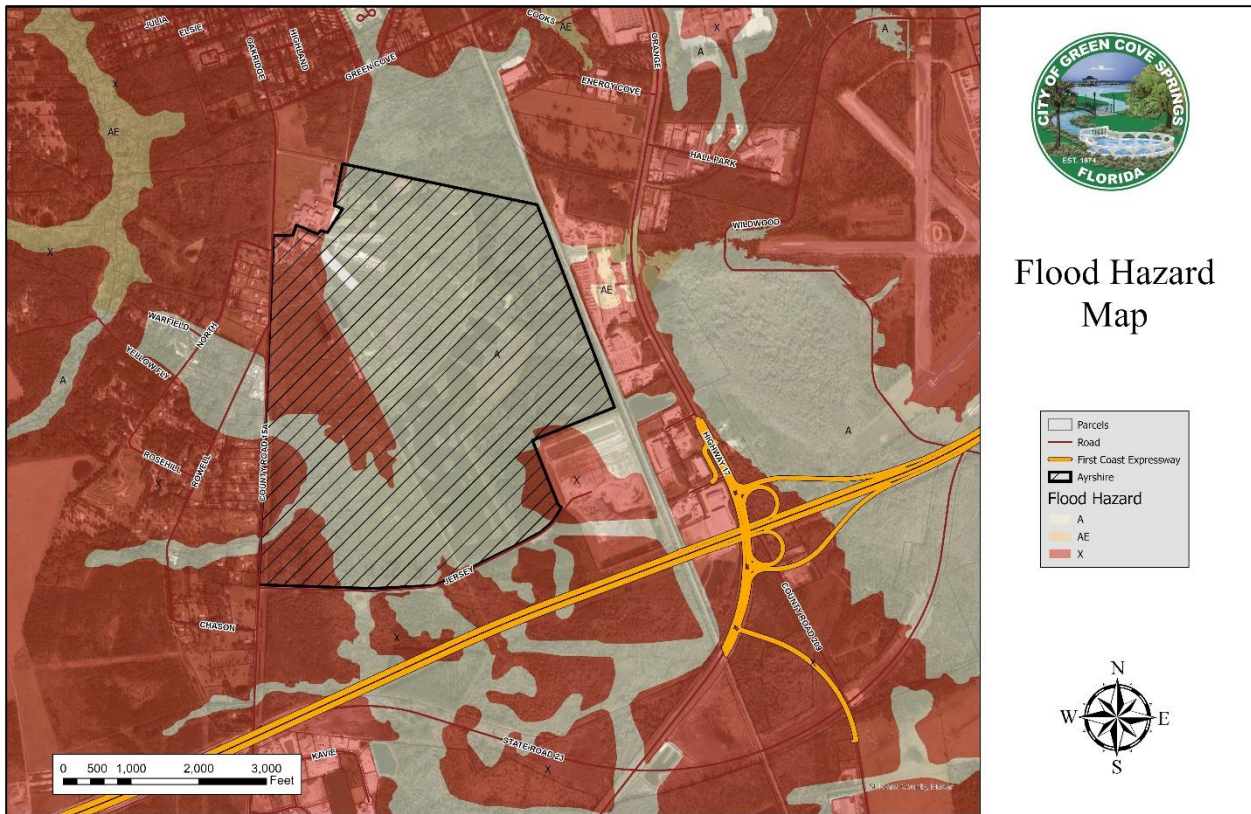 JULIA
ELSIE
OAKRIDGE
HIGHLAND
GREEN COVE
COOKS
AE
X
A
ORANGE
A
ENERGY COVE
HALL PARK
WILDWOOD
X
AE
X
AE
A
WARFIELD
NORTH
YELLOW FLY
A
A
ROSEHILL
ROWELL
X
COUNTY ROAD 15A
X
HIGHWAY 17
JERSEY
CHASON
X
COUNTY ROAD 209
X
STATE ROAD 23
X
KAVIE
0 500 1,000 2,000 3,000
Feet
CITY OF GREEN COVE SPRINGS
EST. 1874
FLORIDA
Flood Hazard
Map
Parcels
Road
First Coast Expressway
Ayrshire
Flood Hazard
A
AE
X
N
W E
S